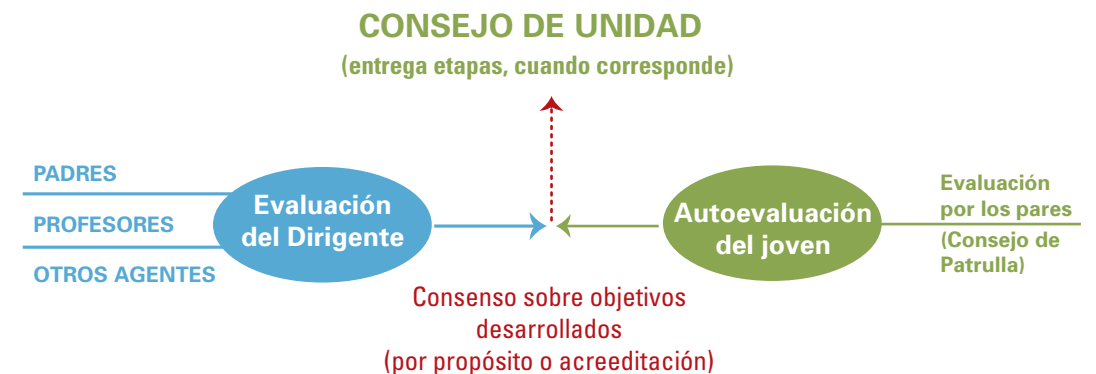 CONSEJO DE UNIDAD
(entrega etapas, cuando corresponde)
PADRES
PROFESORES
OTROS AGENTES
Evaluación
del Dirigente
Autoevaluación
del joven
Evaluación
por los pares
(Consejo de
Patrulla)
Consenso sobre objetivos
desarrollados
(por propósito o acreeditación)